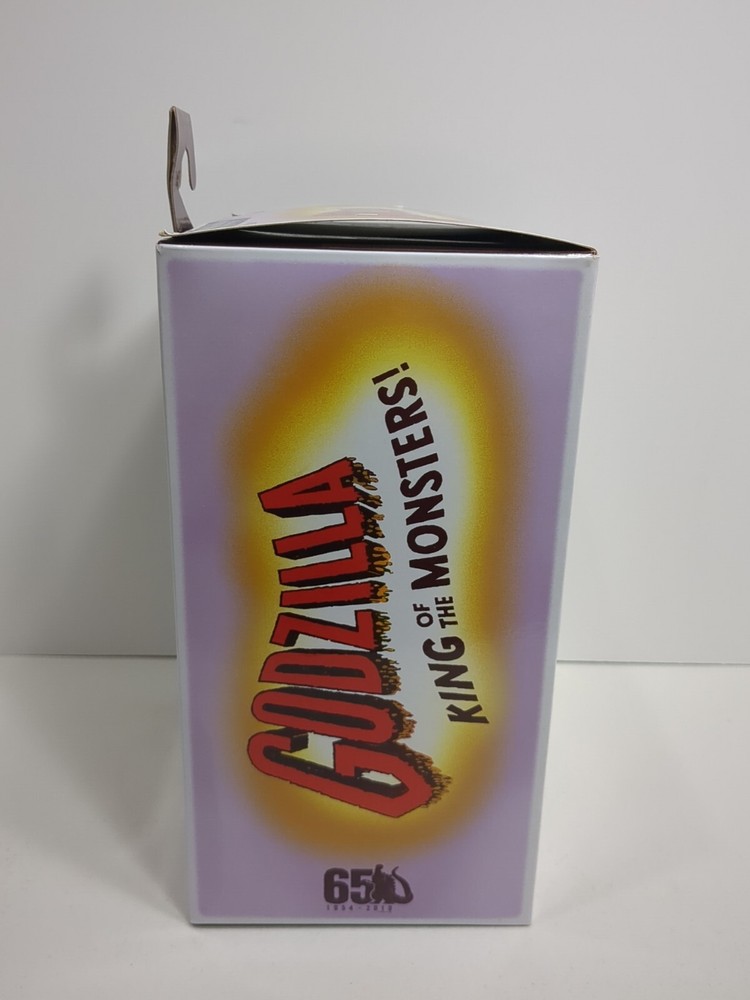 GODZILLA
KING OF THE MONSTERS!
65
1954-2019